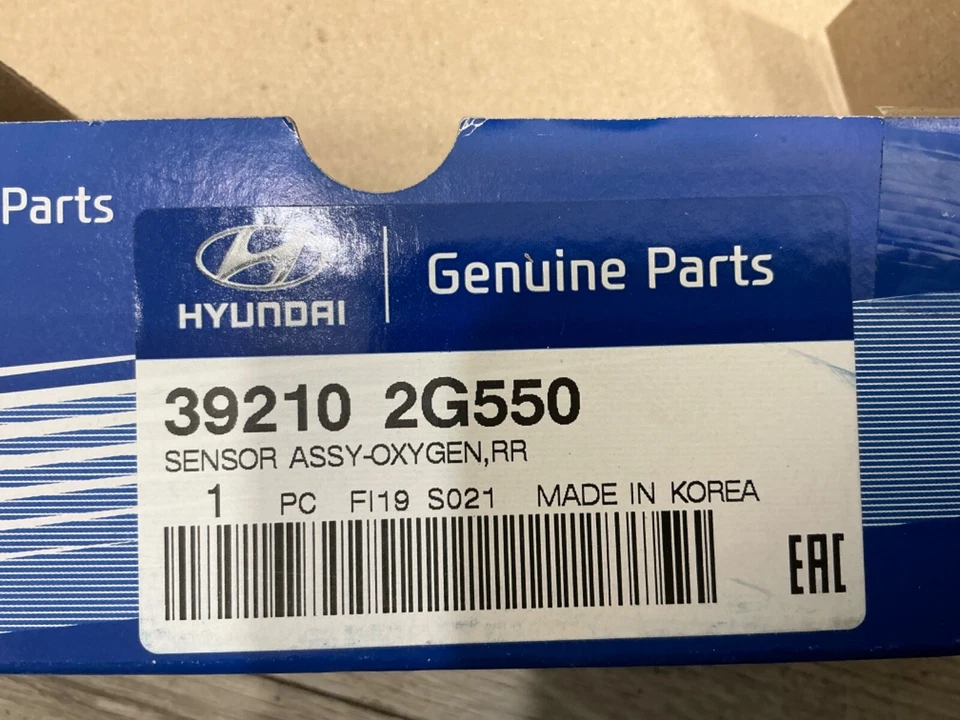 Parts
HYUNDAI
Genuine Parts
39210 2G550
SENSOR ASSY-OXYGEN,RR
1 PC FI19 S021 MADE IN KOREA
EAC